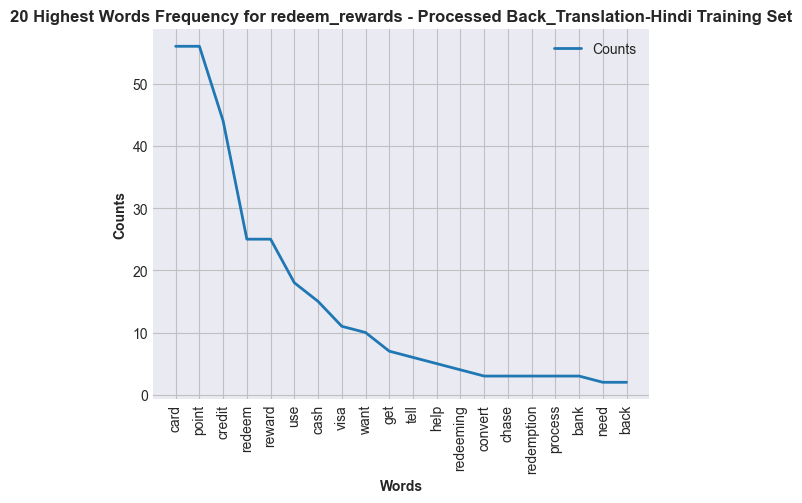 20 Highest Words Frequency for redeem_rewards - Processed Back_Translation-Hindi Training Set
Counts
50
40
30
20
10
0
Counts
card
point
credit
redeem
reward
use
cash
visa
want
get
tell
help
redeeming
convert
chase
redemption
process
bank
need
back
Words